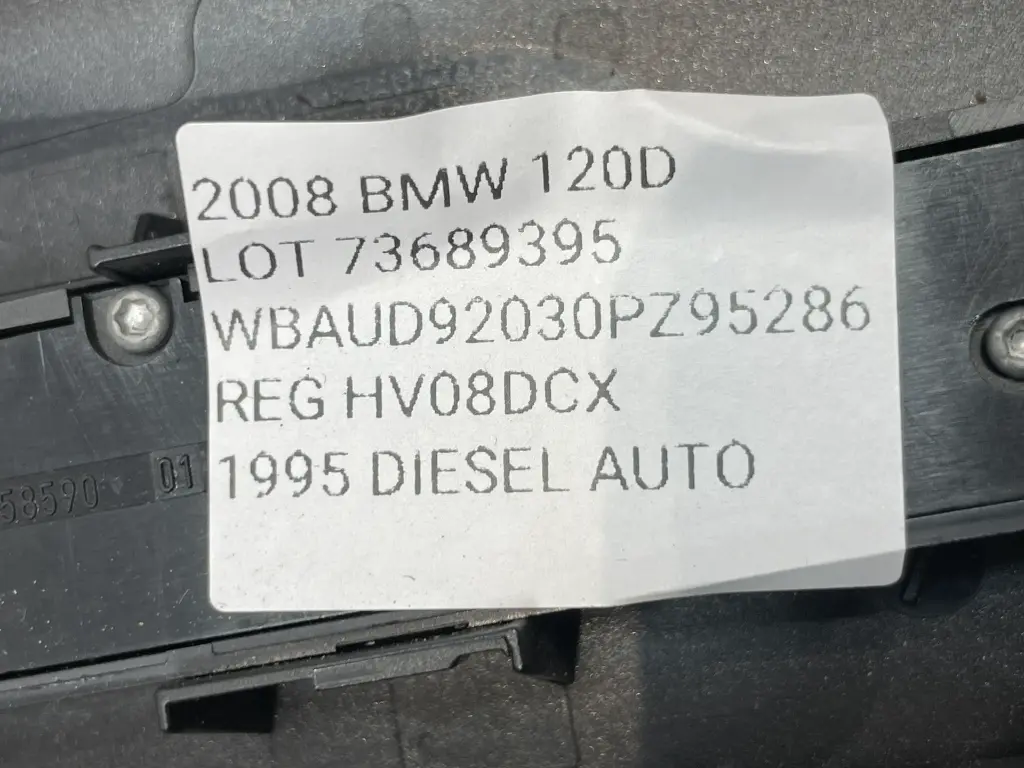 2008 BMW 120D
LOT 73689395
WBAUD92030PZ95286
REG HV08DCX
1995 DIESEL AUTO
58590 01